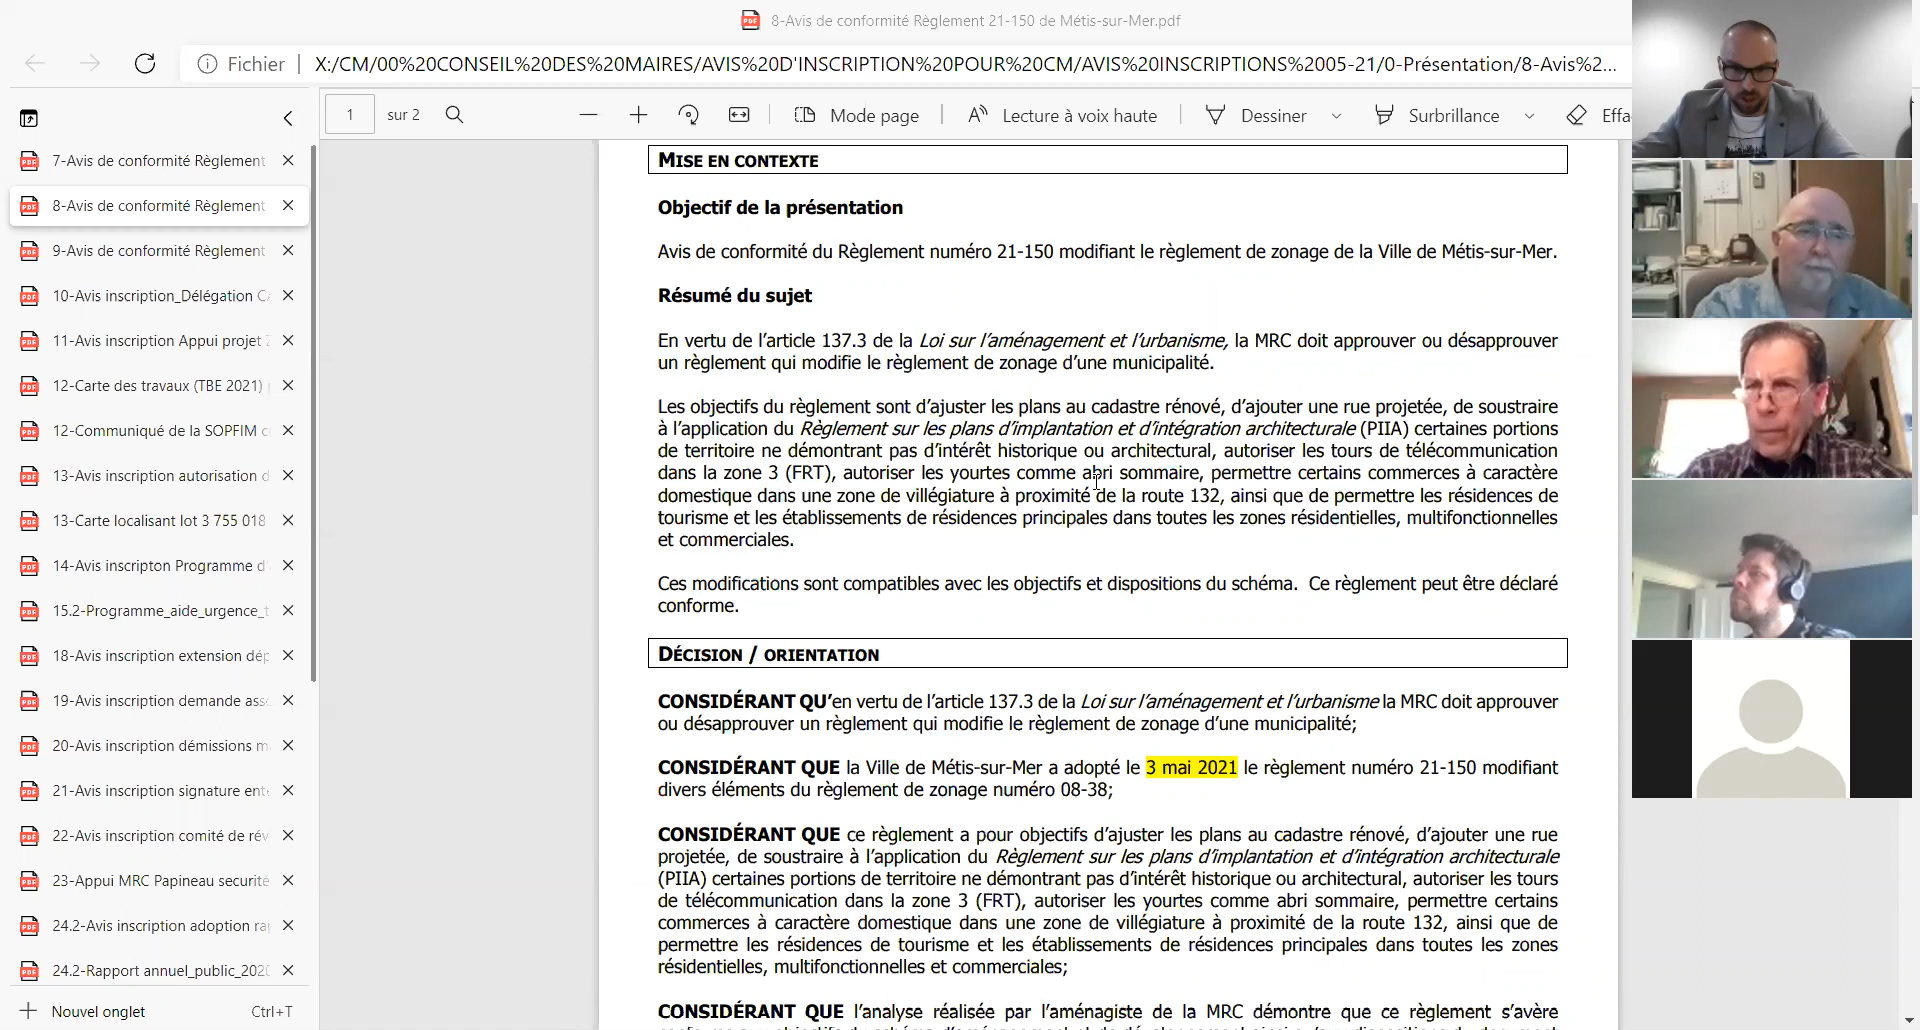 8-Avis de conformité Règlement 21-150 de Métis-sur-Mer.pdf
Fichier | X:/CM/00%20CONSEIL%20DES%20MAIRES/AVIS%20D'INSCRIPTION%20POUR%20CM/AVIS%20INSCRIPTIONS%2005-21/0-Présentation/8-Avis%2...
1 sur 2 Mode page Lecture à voix haute Dessiner Surbrillance Effa
7-Avis de conformité Règlement
8-Avis de conformité Règlement
9-Avis de conformité Règlement
10-Avis inscription_Délégation C
11-Avis inscription Appui projet
12-Carte des travaux (TBE 2021)
12-Communiqué de la SOPFIM c
13-Avis inscription autorisation d
13-Carte localisant lot 3 755 018
14-Avis inscripton Programme d'
15.2-Programme_aide_urgence_t
18-Avis inscription extension dép
19-Avis inscription demande ass
20-Avis inscription démissions m
21-Avis inscription signature ent
22-Avis inscription comité de rév
23-Appui MRC Papineau securité
24.2-Avis inscription adoption ra
24.2-Rapport annuel_public_202
Nouvel onglet Ctrl+T
MISE EN CONTEXTE
Objectif de la présentation
Avis de conformité du Règlement numéro 21-150 modifiant le règlement de zonage de la Ville de Métis-sur-Mer.
Résumé du sujet
En vertu de l'article 137.3 de la Loi sur l'aménagement et l'urbanisme, la MRC doit approuver ou désapprouver
un règlement qui modifie le règlement de zonage d'une municipalité.
Les objectifs du règlement sont d'ajuster les plans au cadastre rénové, d'ajouter une rue projetée, de soustraire
à l'application du Règlement sur les plans d'implantation et d'intégration architecturale (PIIA) certaines portions
de territoire ne démontrant pas d'intérêt historique ou architectural, autoriser les tours de télécommunication
dans la zone 3 (FRT), autoriser les yourtes comme abri sommaire, permettre certains commerces à caractère
domestique dans une zone de villégiature à proximité de la route 132, ainsi que de permettre les résidences de
tourisme et les établissements de résidences principales dans toutes les zones résidentielles, multifonctionnelles
et commerciales.
Ces modifications sont compatibles avec les objectifs et dispositions du schéma. Ce règlement peut être déclaré
conforme.
DÉCISION / ORIENTATION
CONSIDÉRANT QU'en vertu de l'article 137.3 de la Loi sur l'aménagement et l'urbanisme la MRC doit approuver
ou désapprouver un règlement qui modifie le règlement de zonage d'une municipalité;
CONSIDÉRANT QUE la Ville de Métis-sur-Mer a adopté le 3 mai 2021 le règlement numéro 21-150 modifiant
divers éléments du règlement de zonage numéro 08-38;
CONSIDÉRANT QUE ce règlement a pour objectifs d'ajuster les plans au cadastre rénové, d'ajouter une rue
projetée, de soustraire à l'application du Règlement sur les plans d'implantation et d'intégration architecturale
(PIIA) certaines portions de territoire ne démontrant pas d'intérêt historique ou architectural, autoriser les tours
de télécommunication dans la zone 3 (FRT), autoriser les yourtes comme abri sommaire, permettre certains
commerces à caractère domestique dans une zone de villégiature à proximité de la route 132, ainsi que de
permettre les résidences de tourisme et les établissements de résidences principales dans toutes les zones
résidentielles, multifonctionnelles et commerciales;
CONSIDÉRANT QUE l'analyse réalisée par l'aménagiste de la MRC démontre que ce règlement s'avère